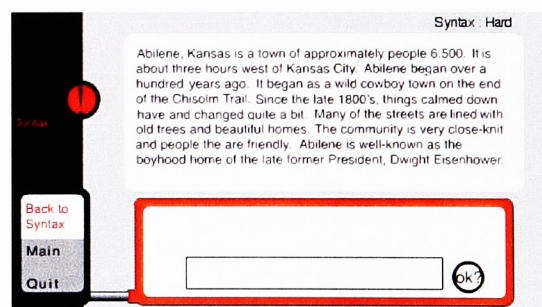 Syntax : Hard
Abilene, Kansas is a town of approximately people 6.500. It is
about three hours west of Kansas City. Abilene began over a
hundred years ago. It began as a wild cowboy town on the end
of the Chisolm Trail. Since the late 1800's, things calmed down
have and changed quite a bit. Many of the streets are lined with
old trees and beautiful homes. The community is very close-knit
and people the are friendly. Abilene is well-known as the
boyhood home of the late former President, Dwight Eisenhower.
Syntax
Back to
Syntax
Main
Quit
ok?